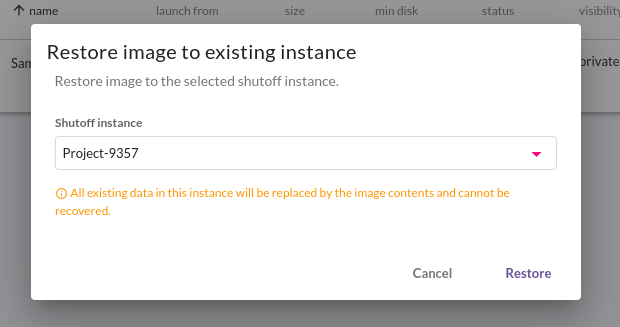 name launch from size min disk status visibility
Restore image to existing instance
Sam private
Restore image to the selected shutoff instance.
Shutoff instance
Project-9357
All existing data in this instance will be replaced by the image contents and cannot be
recovered.
Cancel Restore